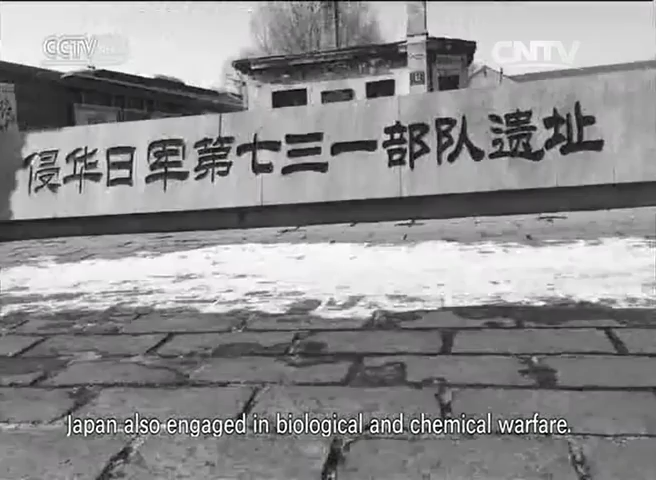 CCTV NEWS
CNTV
侵华日军第七三一部队遗址
Japan also engaged in biological and chemical warfare.